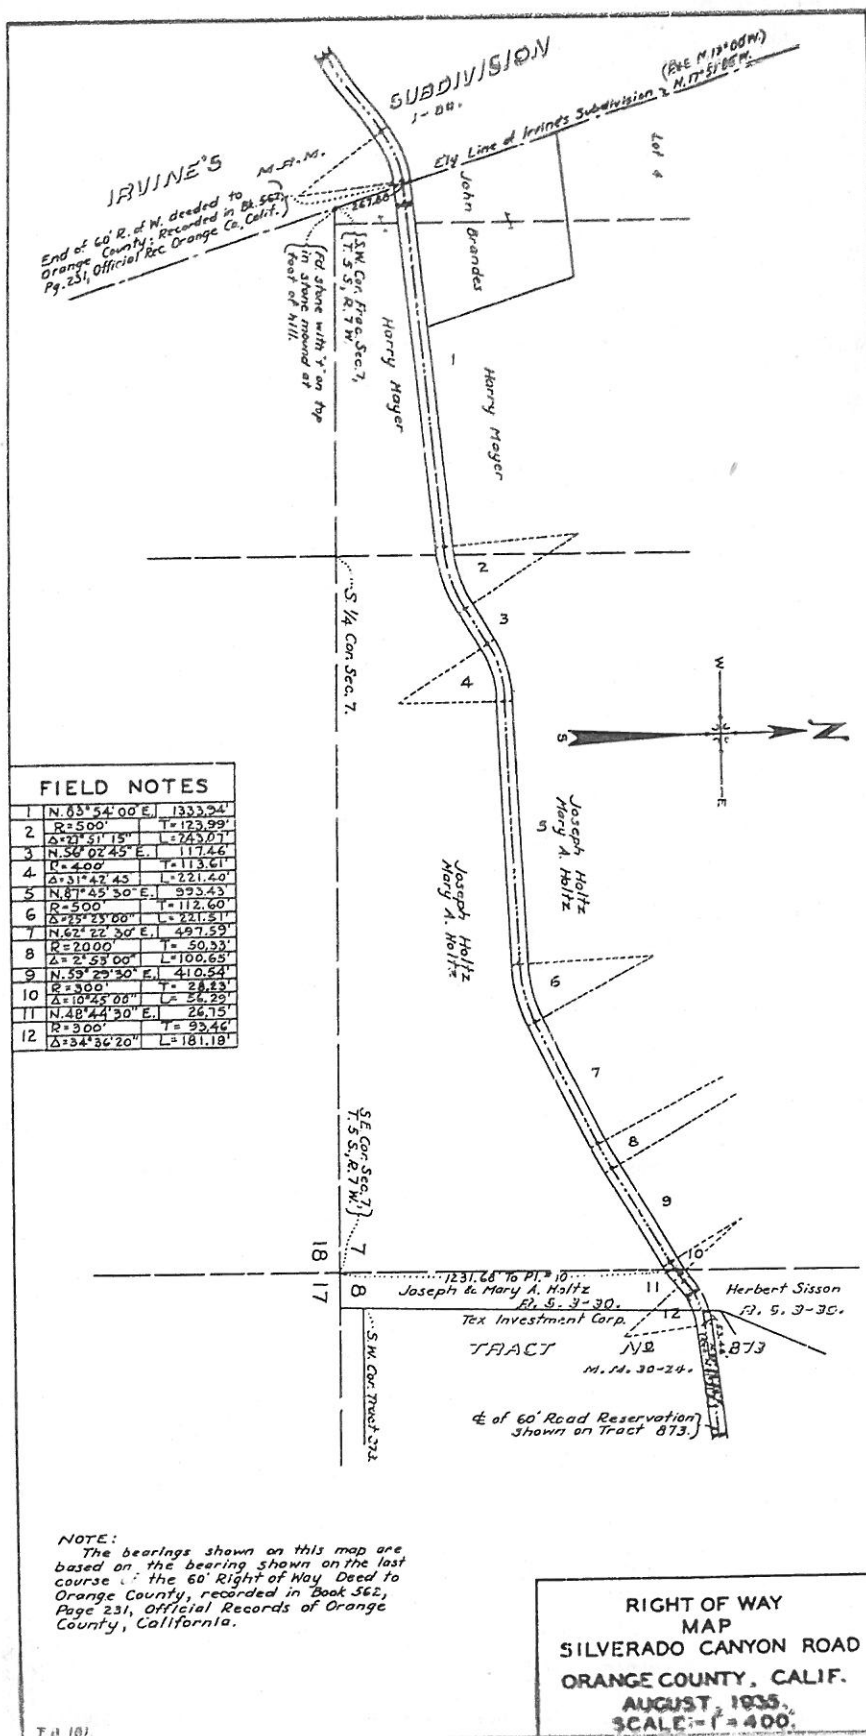 SUBDIVISION
1-88.
IRVINE'S
M.R.M.
(Rec N. 18° 00' W.)
N. 17° 51' 05" W.
Ely Line of Irvine's Subdivision
Lot 4
End of 60' R. of W. deeded to
Orange County; Recorded in Bk. 562,
Pg. 231, Official Rec. Orange Co., Calif.
267.88
John Brandes
S.W. Cor. Frac. Sec. 7,
T. 5 S., R. 7 W.
Fd. stone with "+" on top
in stone mound at
foot of hill.
Harry Mayer
Harry Mayer
1
2
3
4
S. 1/4 Cor. Sec. 7.
W
S
N
E
Joseph Holtz
Mary A. Holtz
5
Joseph Holtz
Mary A. Holtz
6
7
8
9
10
11
12
FIELD NOTES
1 N. 83° 54' 00" E. 1333.94'
2 R=500' T=123.99'
Δ=27° 51' 15" L=243.07'
3 N. 56° 02' 45" E. 117.46'
4 R=400' T=113.61'
Δ=31° 42' 45" L=221.40'
5 N. 87° 45' 30" E. 993.43'
6 R=500' T=112.60'
Δ=25° 23' 00" L=221.51'
7 N. 62° 22' 30" E. 497.59'
8 R=2000' T=50.33'
Δ=2° 53' 00" L=100.65'
9 N. 59° 29' 30" E. 410.54'
10 R=300' T=28.23'
Δ=10° 45' 00" L=56.29'
11 N. 48° 44' 30" E. 26.75'
12 R=300' T=93.46'
Δ=34° 36' 20" L=181.19'
S.E. Cor. Sec. 7,
T. 5 S., R. 7 W.
18 7
17 8
1231.68 To Pt. #10
Joseph & Mary A. Holtz
R.S. 3-30.
Tex Investment Corp.
Herbert Sisson
R.S. 3-30.
TRACT No 873
M.M. 30-24.
S.W. Cor. Tract 873
℄ of 60' Road Reservation
shown on Tract 873.
NOTE:
The bearings shown on this map are
based on the bearing shown on the last
course of the 60' Right of Way Deed to
Orange County, recorded in Book 562,
Page 231, Official Records of Orange
County, California.
RIGHT OF WAY
MAP
SILVERADO CANYON ROAD
ORANGE COUNTY, CALIF.
AUGUST, 1935.
SCALE:-1"=400'